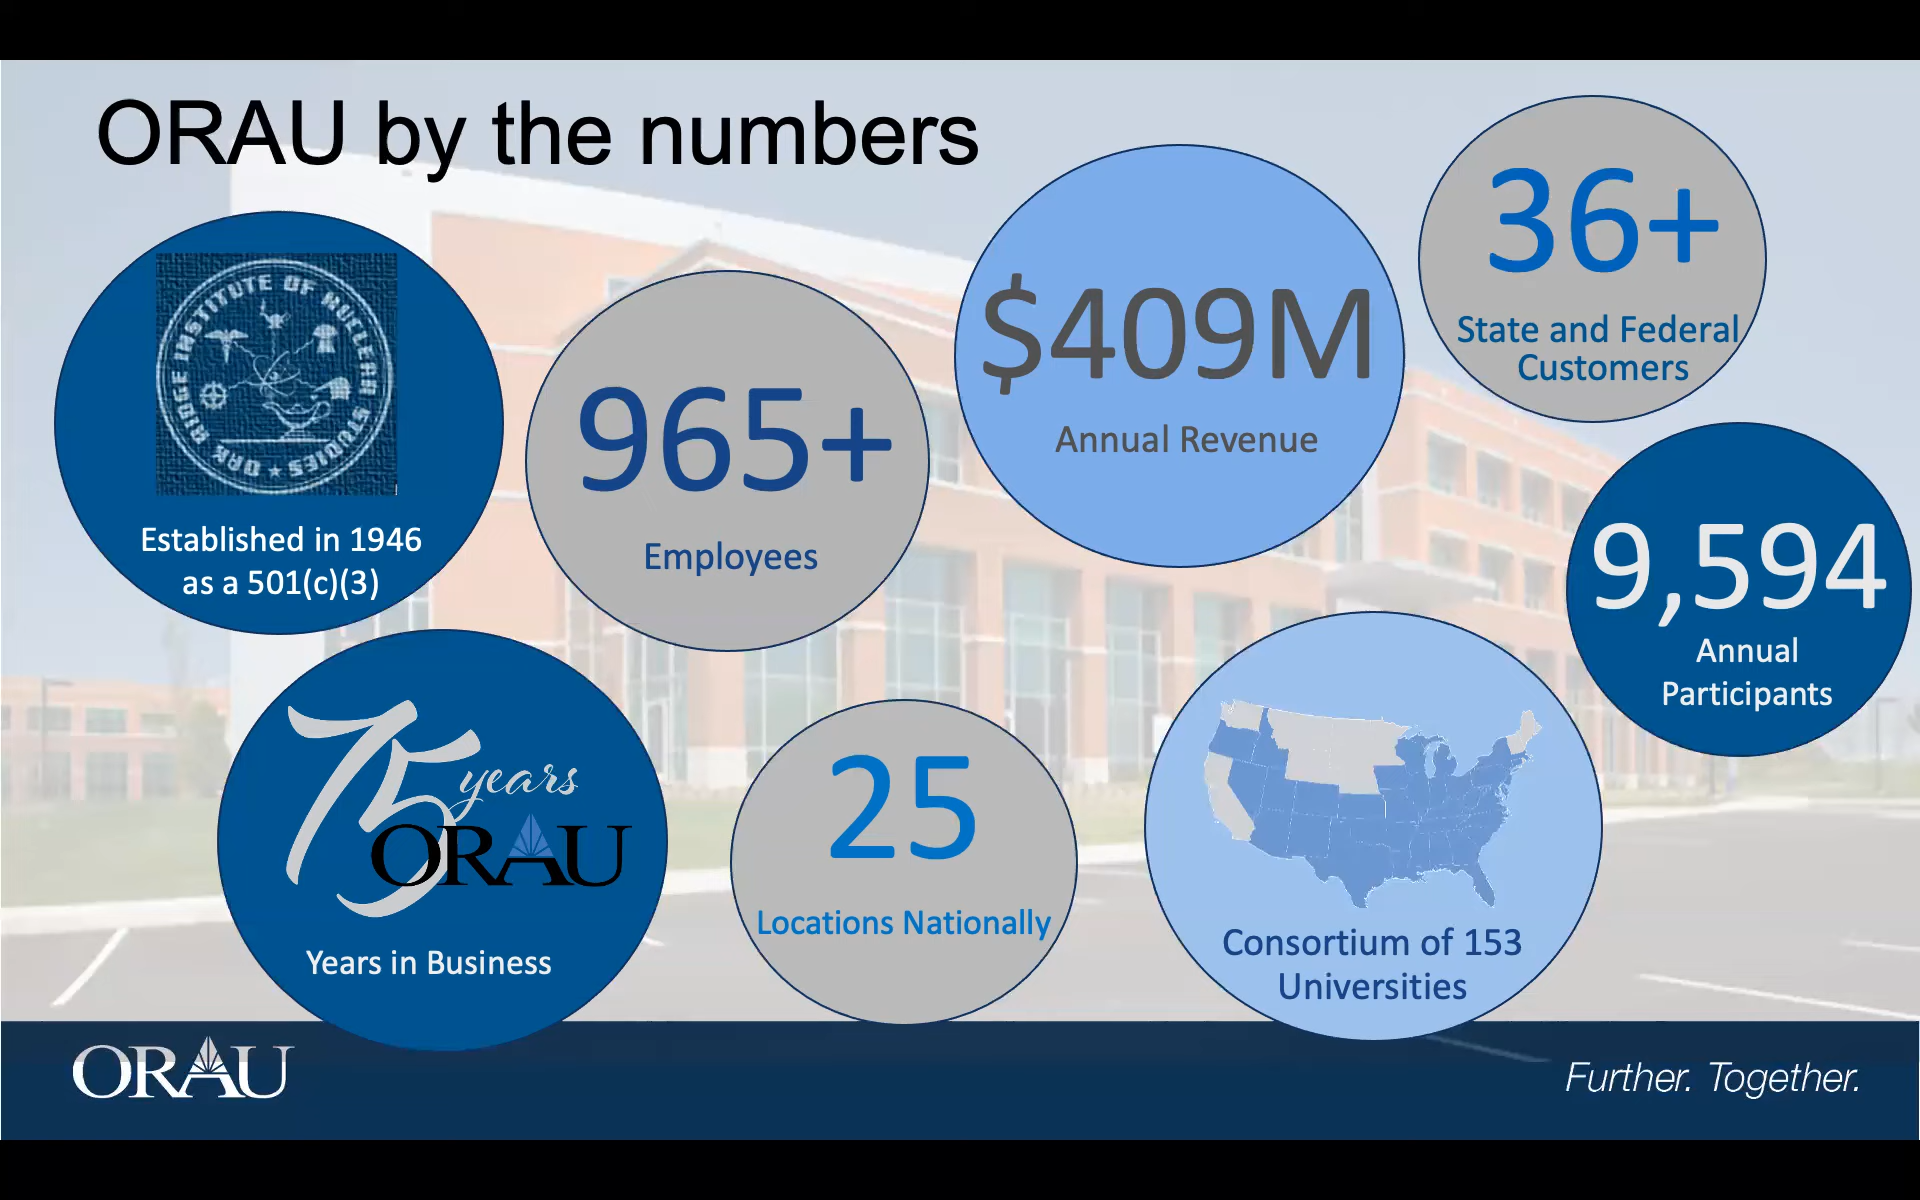 ORAU by the numbers
OAK RIDGE INSTITUTE OF NUCLEAR STUDIES
Established in 1946
as a 501(c)(3)
965+
Employees
$409M
Annual Revenue
36+
State and Federal
Customers
9,594
Annual
Participants
75 years
ORAU
Years in Business
25
Locations Nationally
Consortium of 153
Universities
ORAU
Further. Together.